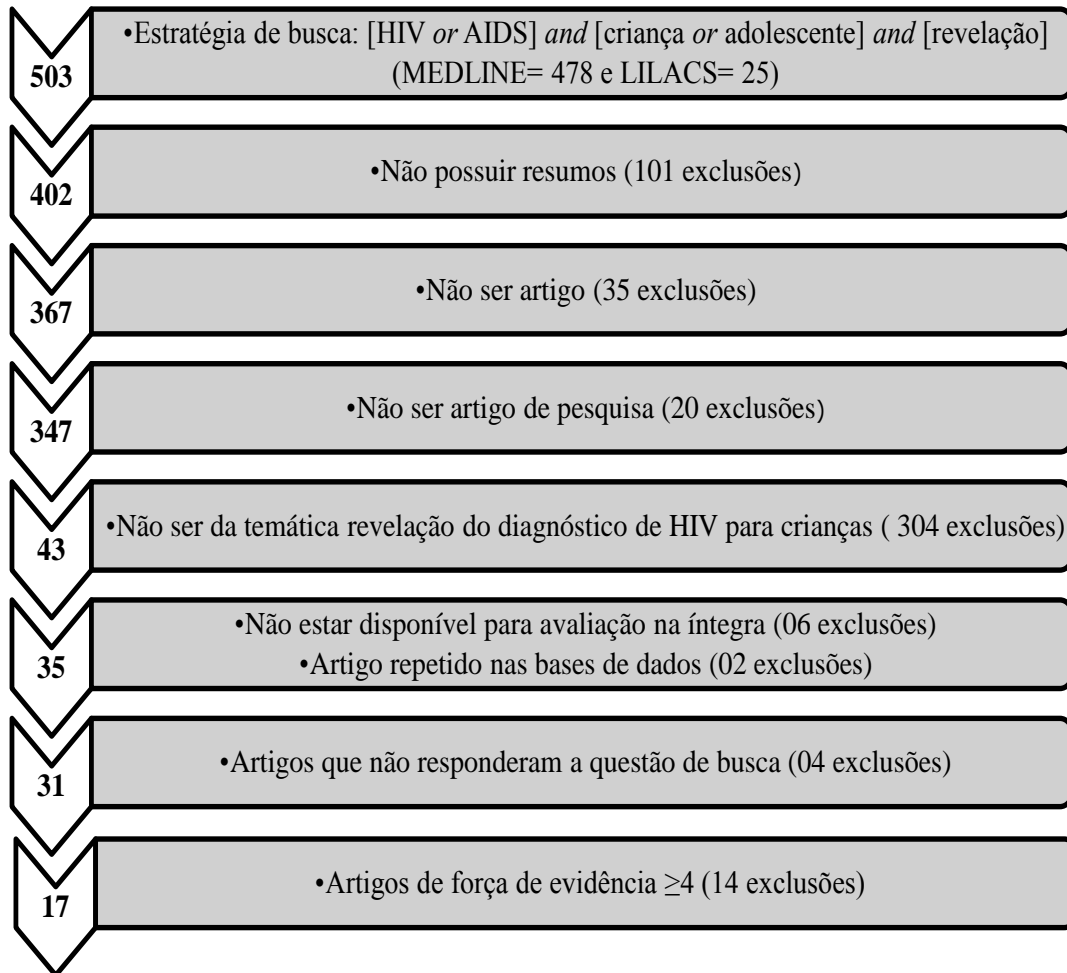 •Estratégia de busca: [HIV or AIDS] and [criança or adolescente] and [revelação]
(MEDLINE= 478 e LILACS= 25)
503
•Não possuir resumos (101 exclusões)
402
•Não ser artigo (35 exclusões)
367
•Não ser artigo de pesquisa (20 exclusões)
347
•Não ser da temática revelação do diagnóstico de HIV para crianças ( 304 exclusões)
43
•Não estar disponível para avaliação na íntegra (06 exclusões)
•Artigo repetido nas bases de dados (02 exclusões)
35
•Artigos que não responderam a questão de busca (04 exclusões)
31
•Artigos de força de evidência ≥4 (14 exclusões)
17